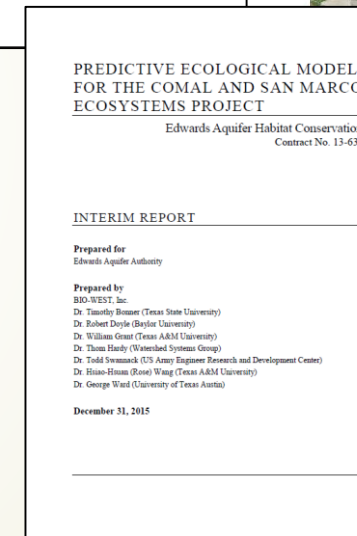 PREDICTIVE ECOLOGICAL MODEL
FOR THE COMAL AND SAN MARCO
ECOSYSTEMS PROJECT
Edwards Aquifer Habitat Conservation
Contract No. 13-63
INTERIM REPORT
Prepared for
Edwards Aquifer Authority
Prepared by
BIO-WEST, Inc.
Dr. Timothy Bonner (Texas State University)
Dr. Robert Doyle (Baylor University)
Dr. William Grant (Texas A&M University)
Dr. Thom Hardy (Watershed Systems Group)
Dr. Todd Swannack (US Army Engineer Research and Development Center)
Dr. Hsiao-Hsuan (Rose) Wang (Texas A&M University)
Dr. George Ward (University of Texas Austin)
December 31, 2015